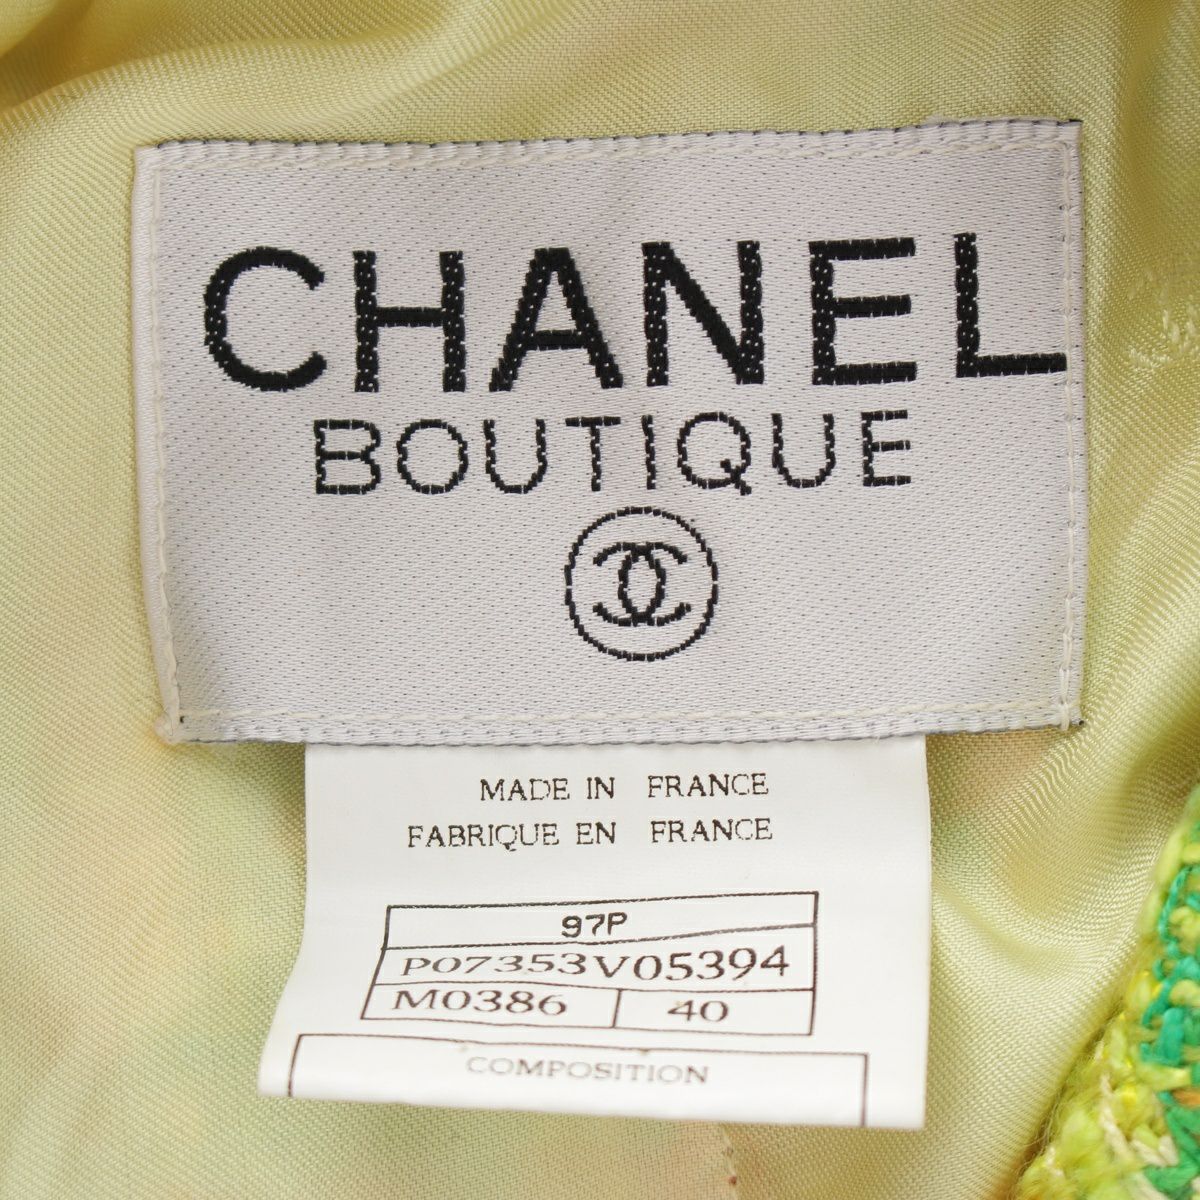 CHANEL
BOUTIQUE
MADE IN FRANCE
FABRIQUE EN FRANCE
97P
P07353V05394
M0386 40
COMPOSITION